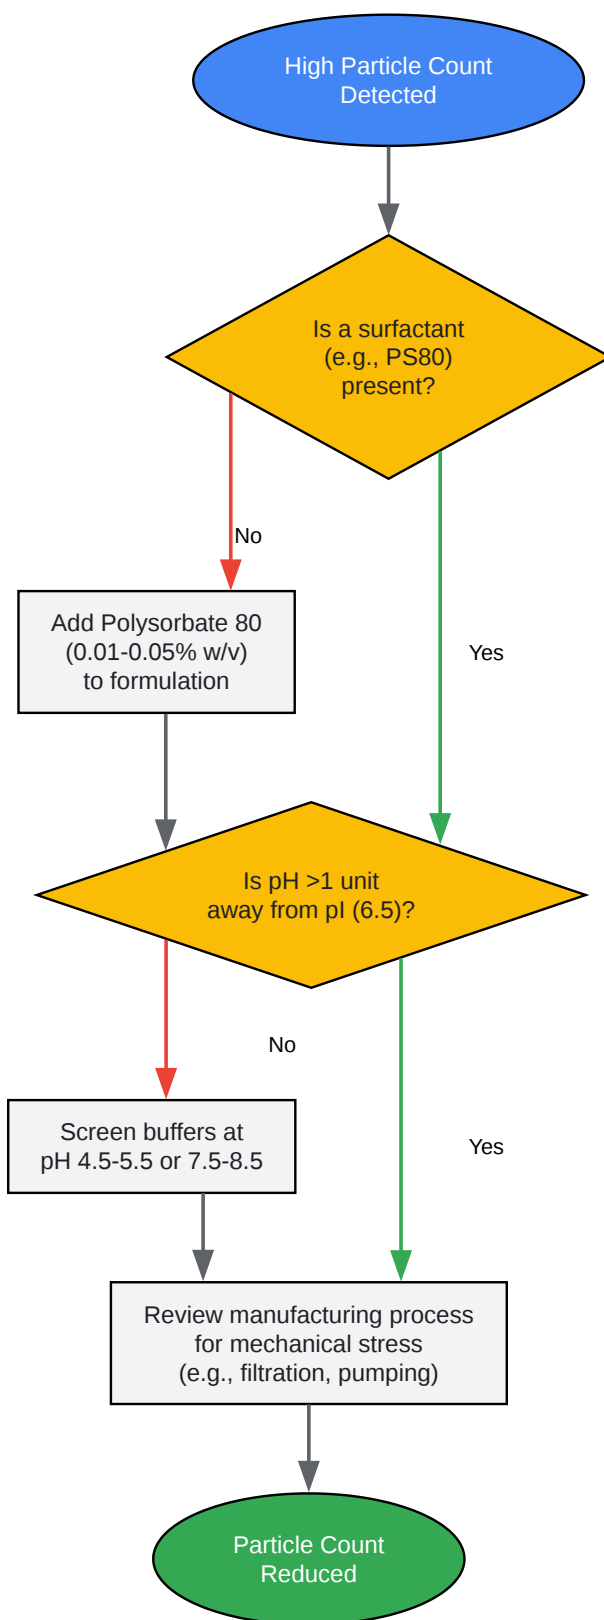 High Particle Count
Detected
Is a surfactant
(e.g., PS80)
present?
No
Add Polysorbate 80
(0.01-0.05% w/v)
to formulation
Yes
Is pH >1 unit
away from pI (6.5)?
No
Screen buffers at
pH 4.5-5.5 or 7.5-8.5
Yes
Review manufacturing process
for mechanical stress
(e.g., filtration, pumping)
Particle Count
Reduced